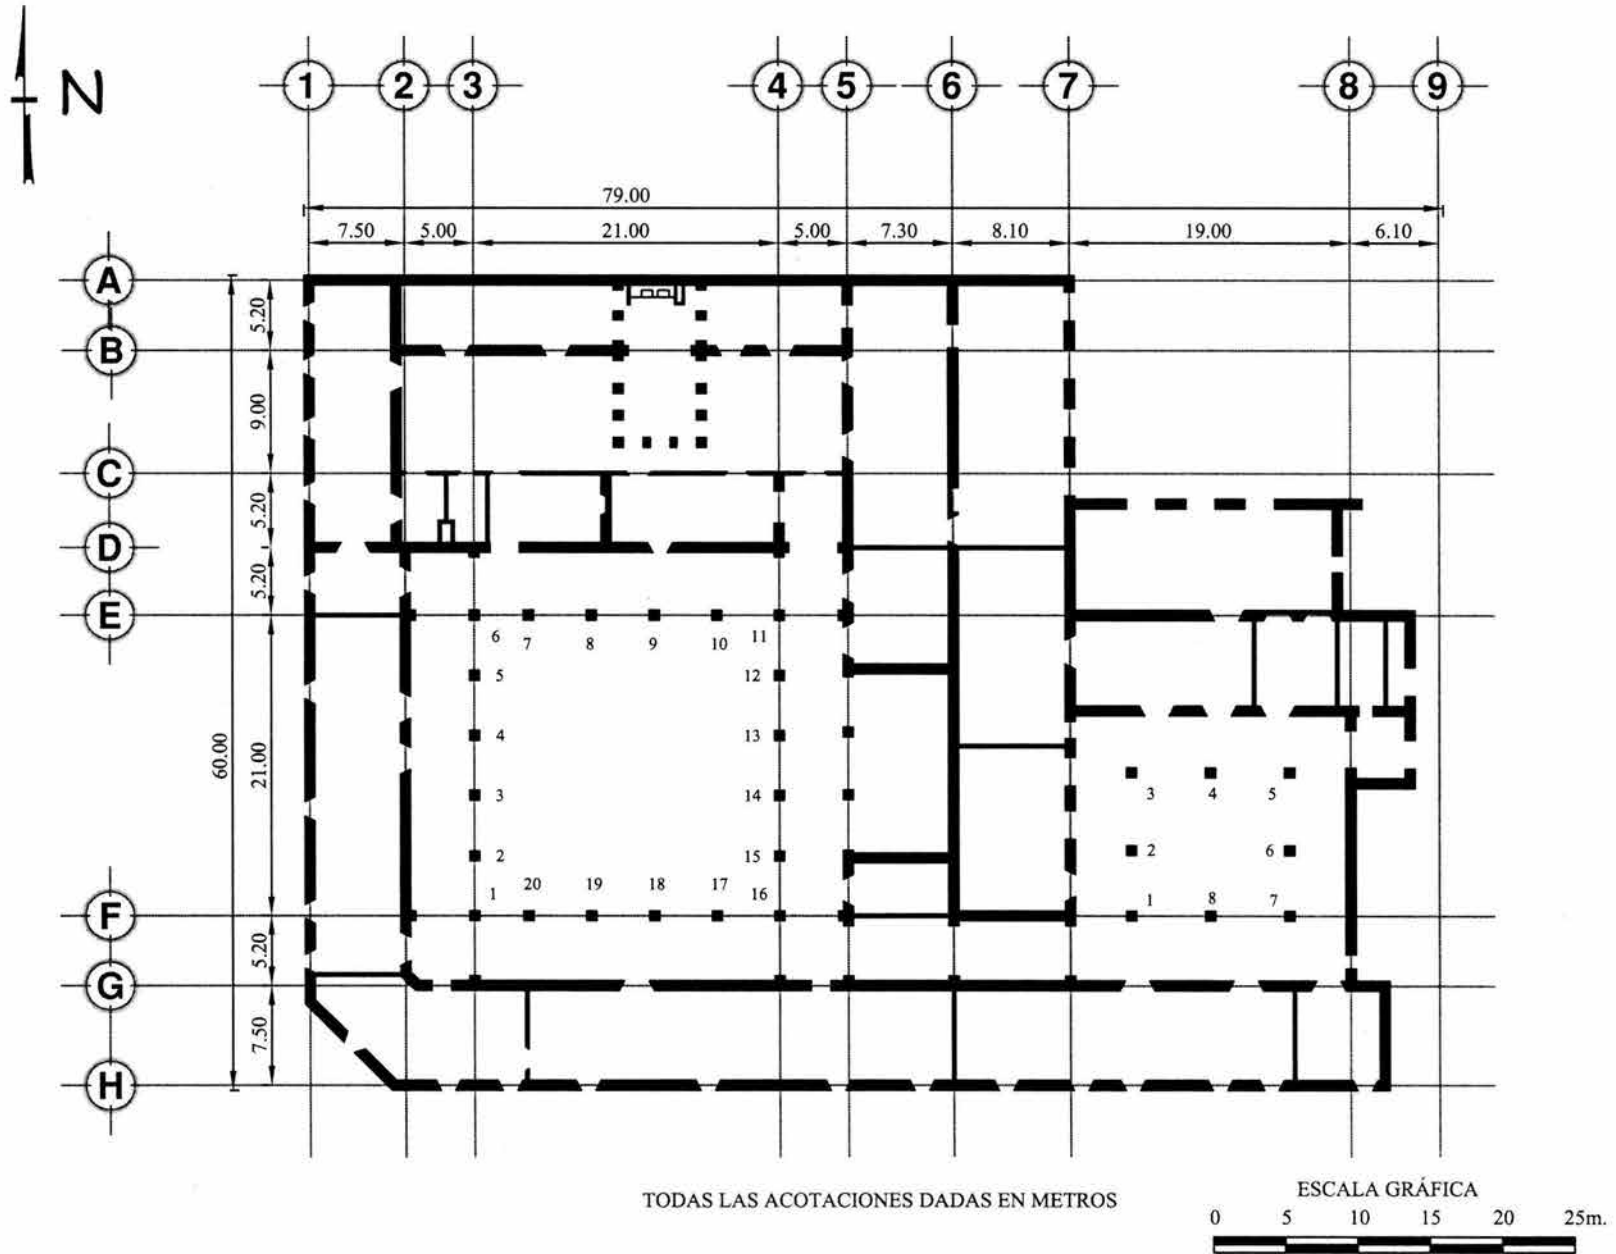 N
1 2 3 4 5 6 7 8 9
79.00
7.50 5.00 21.00 5.00 7.30 8.10 19.00 6.10
A
5.20
B
9.00
C
5.20
D
5.20
E
6 7 8 9 10 11
5 12
4 13
60.00
21.00
3 4 5
3 14
2 15
2 6
1 20 19 18 17 16
1 8 7
F
5.20
G
7.50
H
TODAS LAS ACOTACIONES DADAS EN METROS
ESCALA GRÁFICA
0 5 10 15 20 25m.